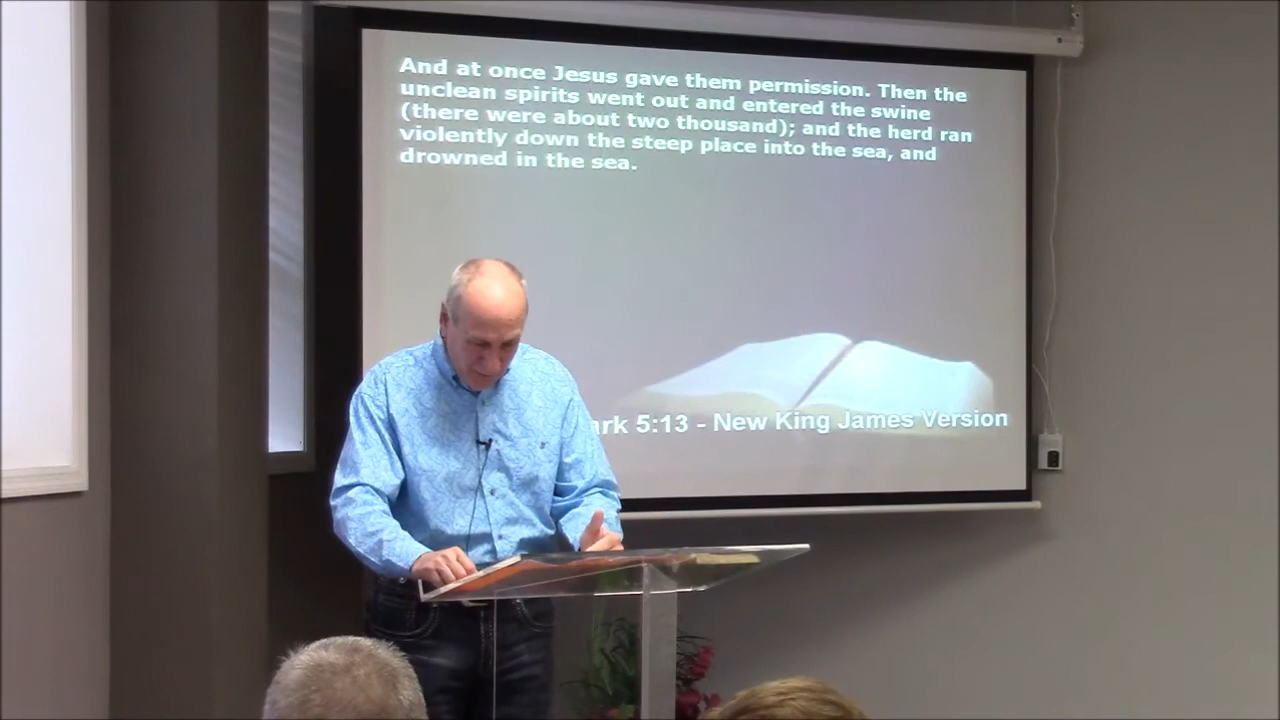 And at once Jesus gave them permission. Then the
unclean spirits went out and entered the swine
(there were about two thousand); and the herd ran
violently down the steep place into the sea, and
drowned in the sea.
ark 5:13 - New King James Version